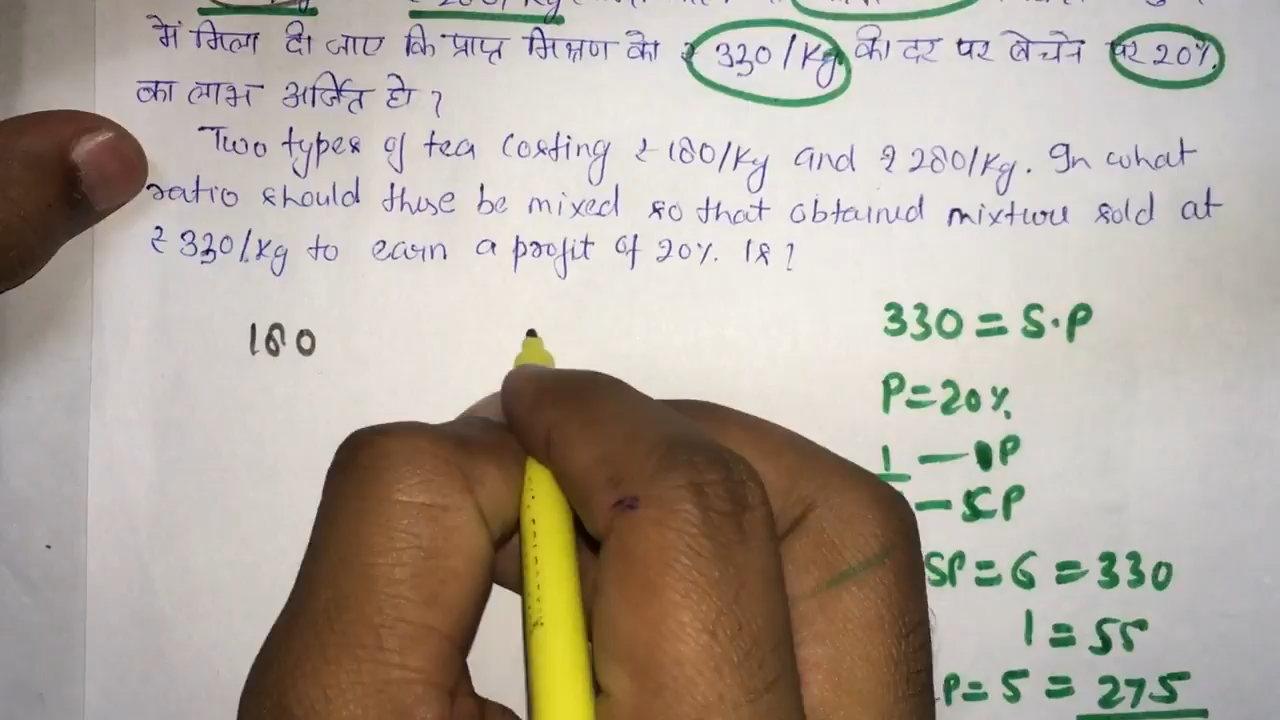 में मिला दी जाए कि प्राप्त मिश्रण को ₹ 330/kg की दर पर बेचने पर 20%
का लाभ अर्जित हो ?
Two types of tea costing ₹ 180/Kg and ₹ 280/Kg. In what
ratio should these be mixed so that obtained mixture sold at
₹ 330/Kg to earn a profit of 20%. Is ?
180
330 = S.P
P = 20%
1 — P
— 5CP
SP = 6 = 330
1 = 55
P = 5 = 275